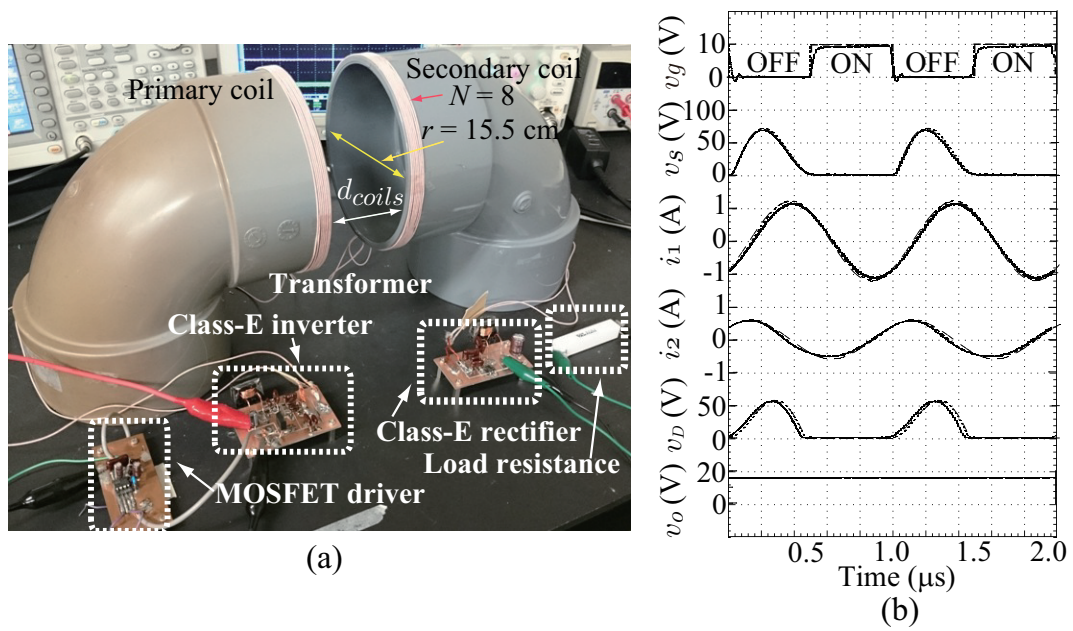 Primary coil
Secondary coil
N = 8
r = 15.5 cm
d_coils
Transformer
Class-E inverter
Class-E rectifier
Load resistance
MOSFET driver
(a)
v_g (V)
10
0
OFF ON OFF ON
v_S (V)
100
50
0
i_1 (A)
1
0
-1
i_2 (A)
1
0
-1
v_D (V)
50
0
v_o (V)
20
0
0.5 1.0 1.5 2.0
Time (μs)
(b)